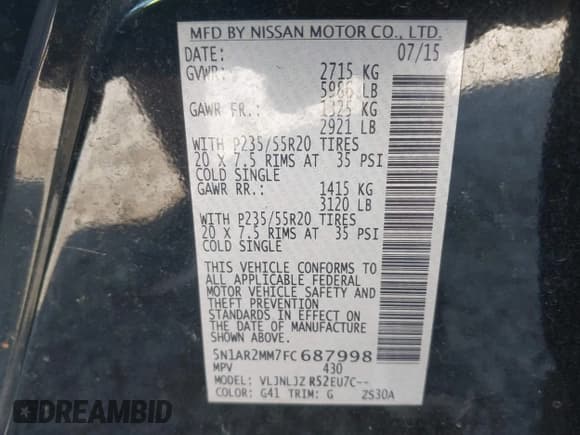 MFD BY NISSAN MOTOR CO., LTD.
DATE: 07/15
GVWR: 2715 KG
5986 LB
GAWR FR.: 1325 KG
2921 LB
WITH P235/55R20 TIRES
20 X 7.5 RIMS AT 35 PSI
COLD SINGLE
GAWR RR.: 1415 KG
3120 LB
WITH P235/55R20 TIRES
20 X 7.5 RIMS AT 35 PSI
COLD SINGLE
THIS VEHICLE CONFORMS TO
ALL APPLICABLE FEDERAL
MOTOR VEHICLE SAFETY AND
THEFT PREVENTION
STANDARDS IN EFFECT ON
THE DATE OF MANUFACTURE
SHOWN ABOVE.
5N1AR2MM7FC687998
MPV 430
MODEL: VLJNLJZ R52EU7C--
COLOR: G41 TRIM: G ZS30A
© SYNERGY BID